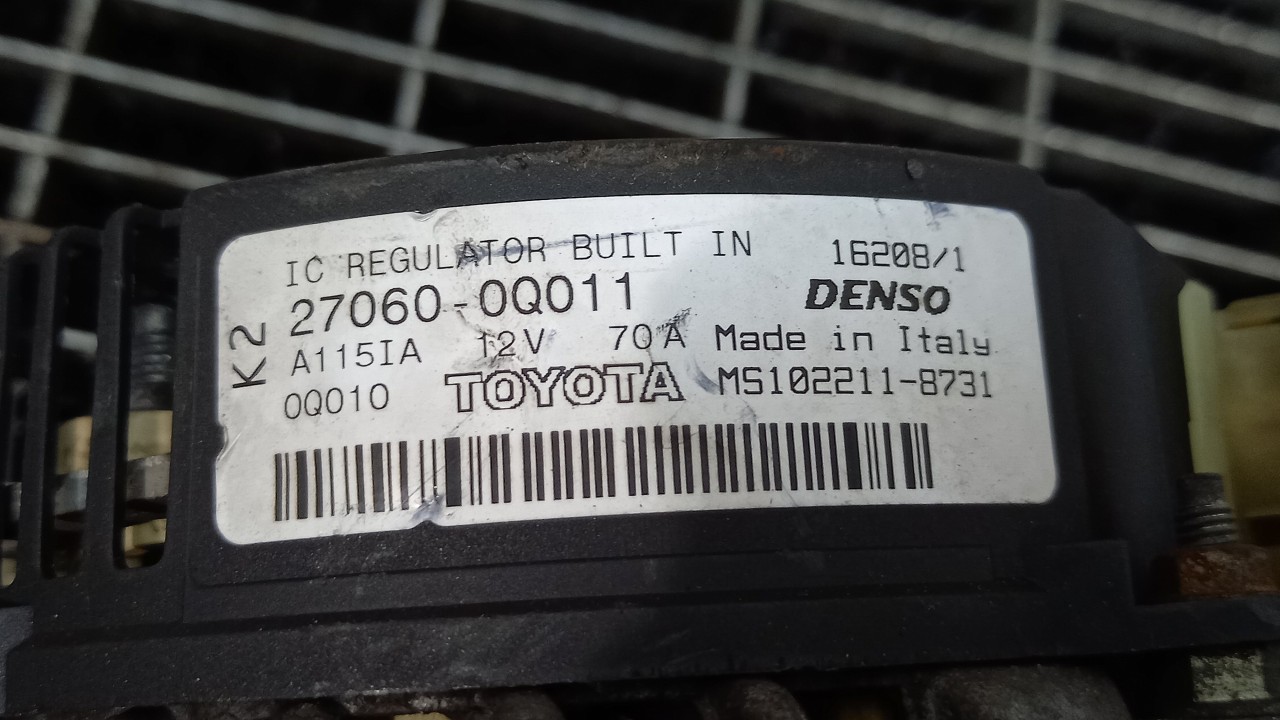 IC REGULATOR BUILT IN 16208/1
27060-0Q011 DENSO
K2
A115IA 12V 70A Made in Italy
0Q010 TOYOTA MS102211-8731